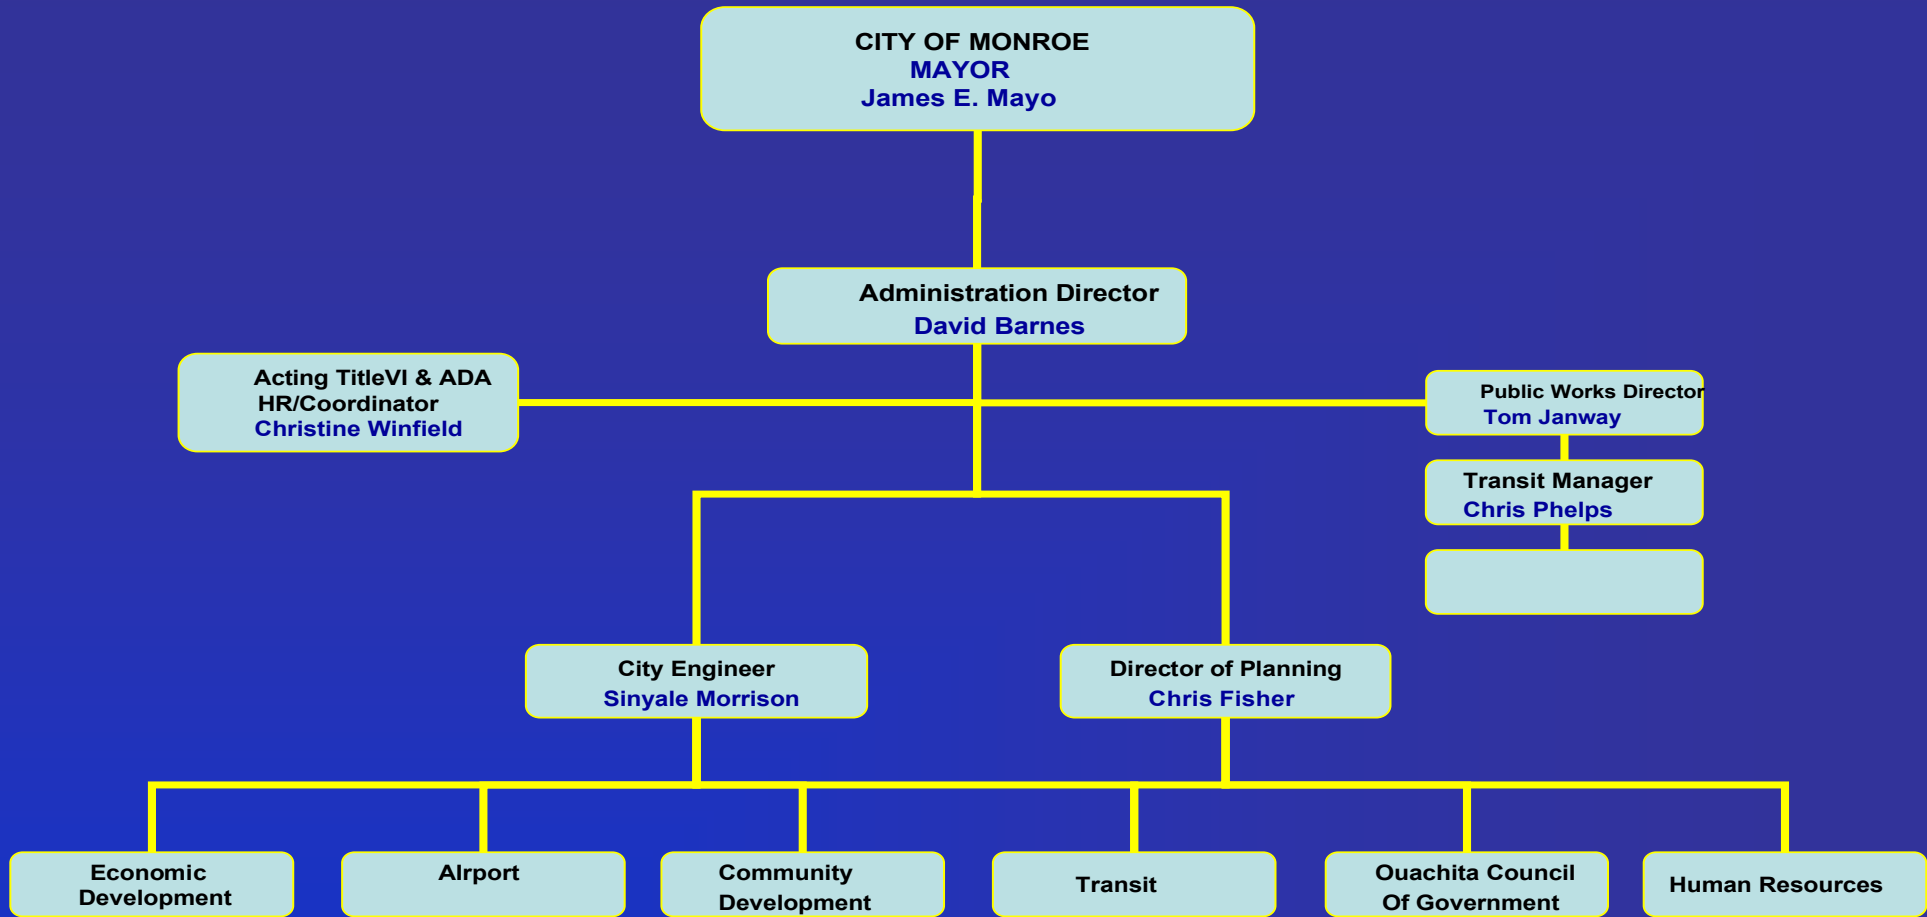 CITY OF MONROE
MAYOR
James E. Mayo
Administration Director
David Barnes
Acting TitleVI & ADA
HR/Coordinator
Christine Winfield
Public Works Director
Tom Janway
Transit Manager
Chris Phelps
City Engineer
Sinyale Morrison
Director of Planning
Chris Fisher
Economic
Development
AIrport
Community
Development
Transit
Ouachita Council
Of Government
Human Resources